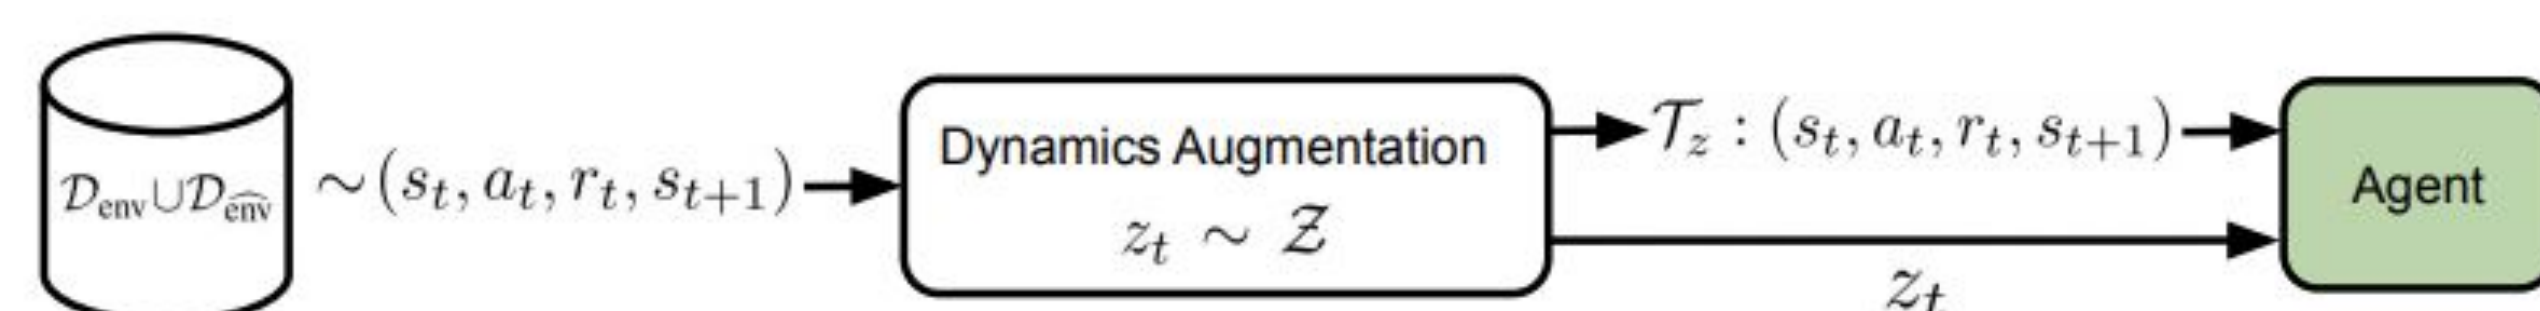 𝒟_env ∪ 𝒟_\widehat{env}
∼ (s_t, a_t, r_t, s_{t+1})
Dynamics Augmentation
z_t ∼ 𝒵
𝒯_z : (s_t, a_t, r_t, s_{t+1})
z_t
Agent